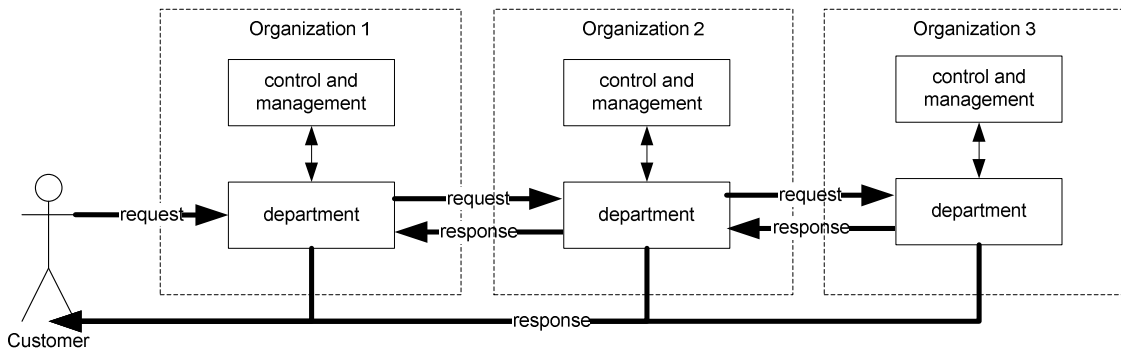 Organization 1
Organization 2
Organization 3
control and
management
control and
management
control and
management
request
department
request
response
department
request
response
department
response
Customer